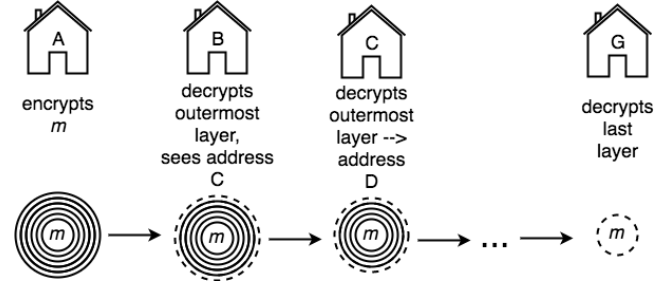 A
encrypts
m
m
B
decrypts
outermost
layer,
sees address
C
m
C
decrypts
outermost
layer -->
address
D
m
...
G
decrypts
last
layer
m